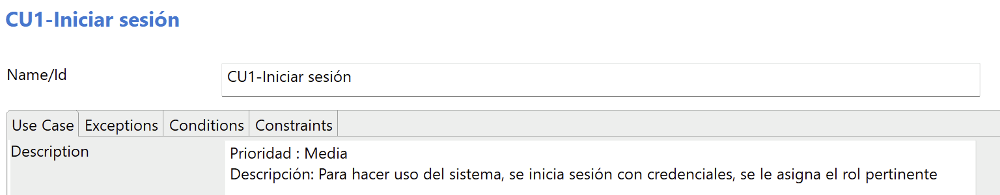 CU1-Iniciar sesión
Name/Id
CU1-Iniciar sesión
Use Case
Exceptions
Conditions
Constraints
Description
Prioridad : Media
Descripción: Para hacer uso del sistema, se inicia sesión con credenciales, se le asigna el rol pertinente